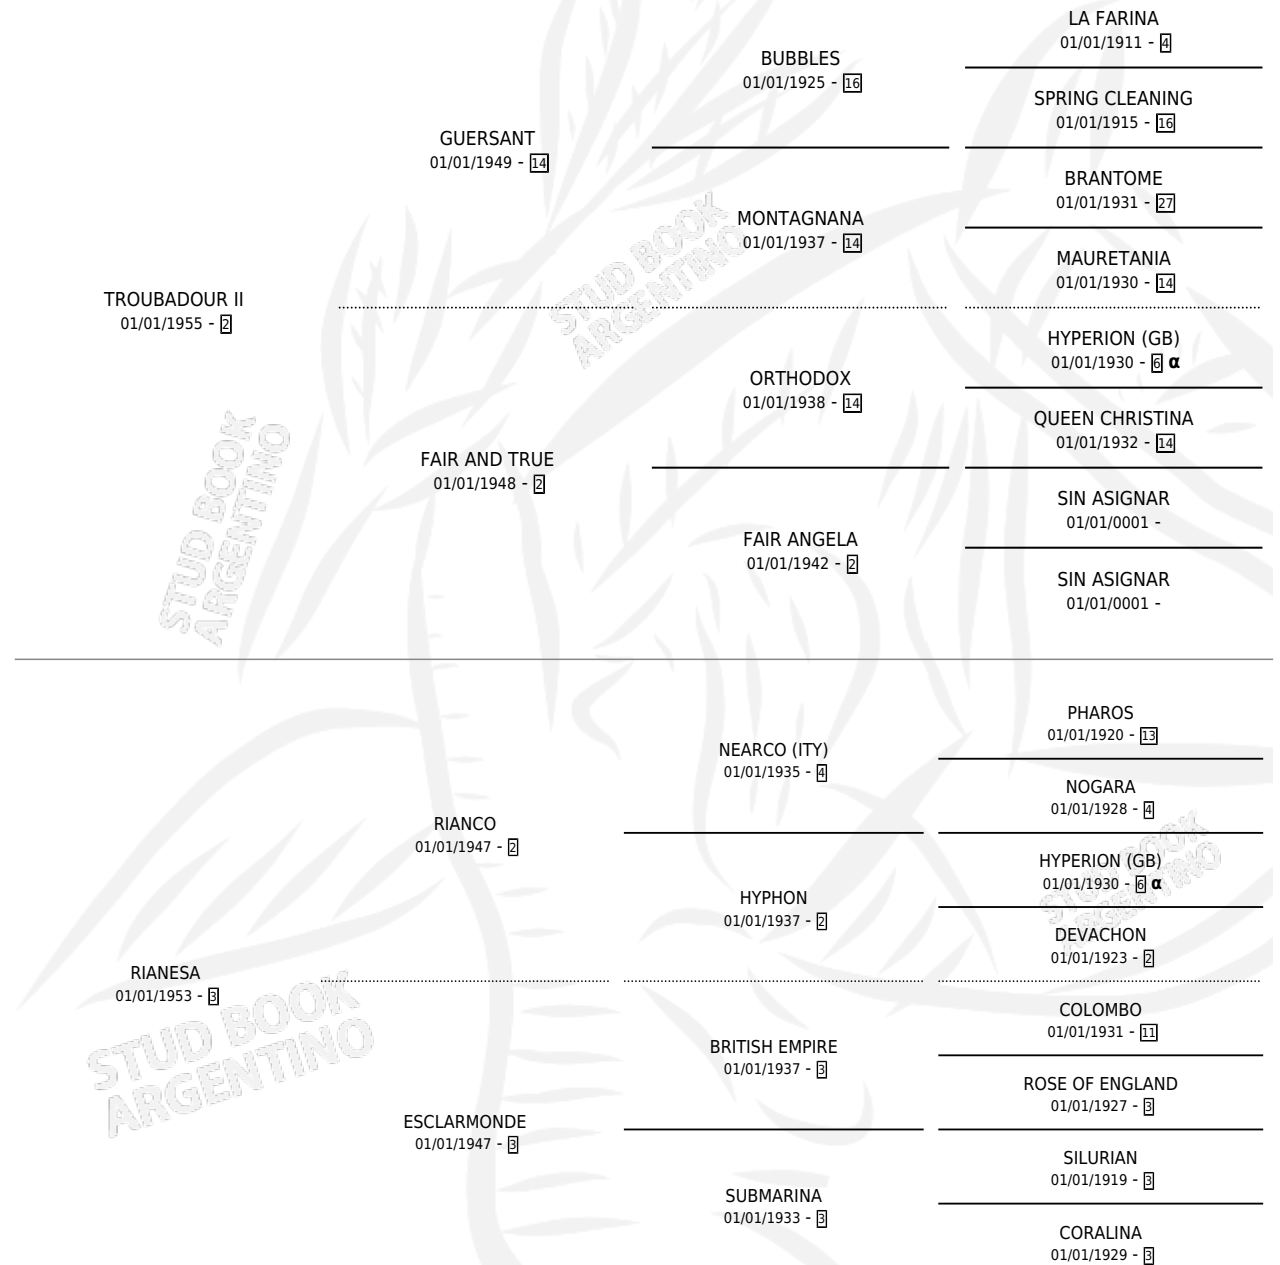 LA FARINA
01/01/1911 - 4
BUBBLES
01/01/1925 - 16
SPRING CLEANING
01/01/1915 - 16
GUERSANT
01/01/1949 - 14
BRANTOME
01/01/1931 - 27
MONTAGNANA
01/01/1937 - 14
MAURETANIA
01/01/1930 - 14
TROUBADOUR II
01/01/1955 - 2
HYPERION (GB)
01/01/1930 - 6 α
ORTHODOX
01/01/1938 - 14
QUEEN CHRISTINA
01/01/1932 - 14
FAIR AND TRUE
01/01/1948 - 2
SIN ASIGNAR
01/01/0001 -
FAIR ANGELA
01/01/1942 - 2
SIN ASIGNAR
01/01/0001 -
PHAROS
01/01/1920 - 13
NEARCO (ITY)
01/01/1935 - 4
NOGARA
01/01/1928 - 4
RIANCO
01/01/1947 - 2
HYPERION (GB)
01/01/1930 - 6 α
HYPHON
01/01/1937 - 2
DEVACHON
01/01/1923 - 2
RIANESA
01/01/1953 - 3
COLOMBO
01/01/1931 - 11
BRITISH EMPIRE
01/01/1937 - 3
ROSE OF ENGLAND
01/01/1927 - 3
ESCLARMONDE
01/01/1947 - 3
SILURIAN
01/01/1919 - 3
SUBMARINA
01/01/1933 - 3
CORALINA
01/01/1929 - 3
STUD BOOK
ARGENTINO
STUD BOOK
ARGENTINO
STUD BOOK
ARGENTINO
STUD BOOK
ARGENTINO